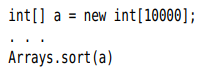 int[] a = new int[10000];
. . .
Arrays.sort(a)